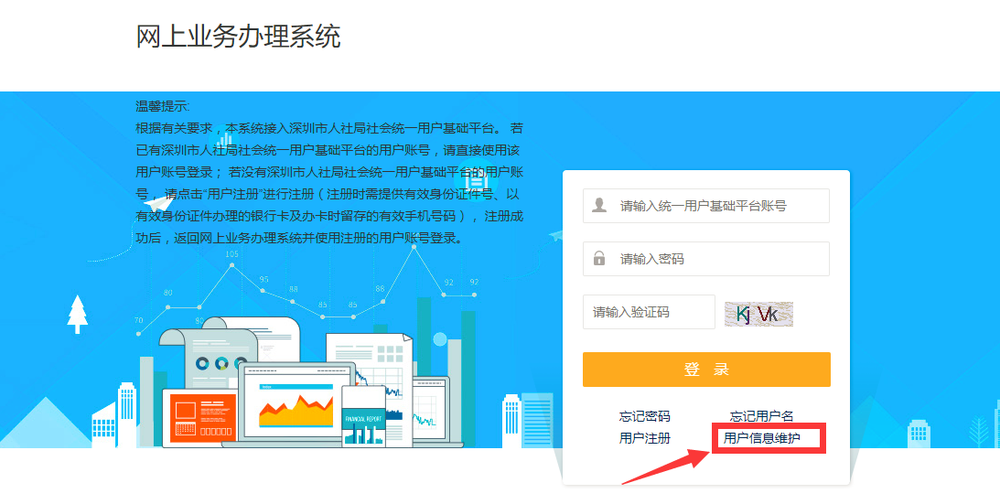 网上业务办理系统
温馨提示:
根据有关要求，本系统接入深圳市人社局社会统一用户基础平台。 若
已有深圳市人社局社会统一用户基础平台的用户账号，请直接使用该
用户账号登录； 若没有深圳市人社局社会统一用户基础平台的用户账
号， 请点击“用户注册”进行注册（注册时需提供有效身份证件号、以
有效身份证件办理的银行卡及办卡时留存的有效手机号码）， 注册成
功后，返回网上业务办理系统并使用注册的用户账号登录。
请输入统一用户基础平台账号
请输入密码
请输入验证码
Kj Vk
登 录
忘记密码
忘记用户名
用户注册
用户信息维护
70
80
90
105
95
88
85
85
88
92
92
FINANCIAL REPORT